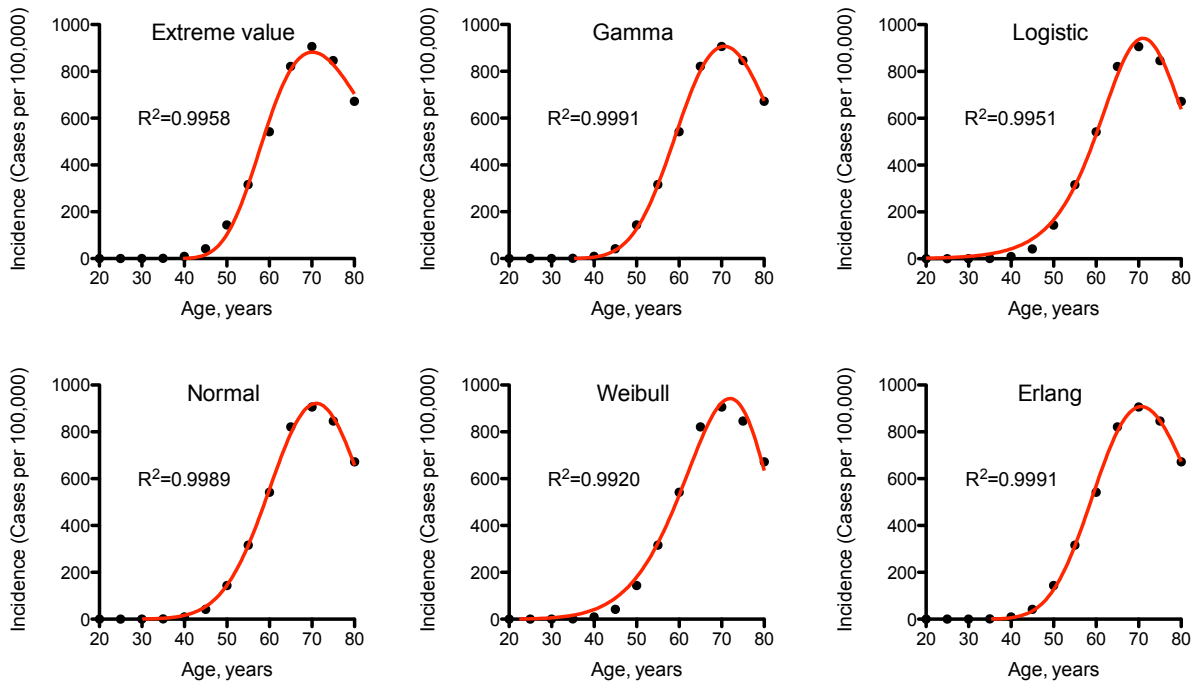 Extreme value
R²=0.9958
Incidence (Cases per 100,000)
1000
800
600
400
200
0
20 30 40 50 60 70 80
Age, years
Gamma
R²=0.9991
Incidence (Cases per 100,000)
1000
800
600
400
200
0
20 30 40 50 60 70 80
Age, years
Logistic
R²=0.9951
Incidence (Cases per 100,000)
1000
800
600
400
200
0
20 30 40 50 60 70 80
Age, years
Normal
R²=0.9989
Incidence (Cases per 100,000)
1000
800
600
400
200
0
20 30 40 50 60 70 80
Age, years
Weibull
R²=0.9920
Incidence (Cases per 100,000)
1000
800
600
400
200
0
20 30 40 50 60 70 80
Age, years
Erlang
R²=0.9991
Incidence (Cases per 100,000)
1000
800
600
400
200
0
20 30 40 50 60 70 80
Age, years